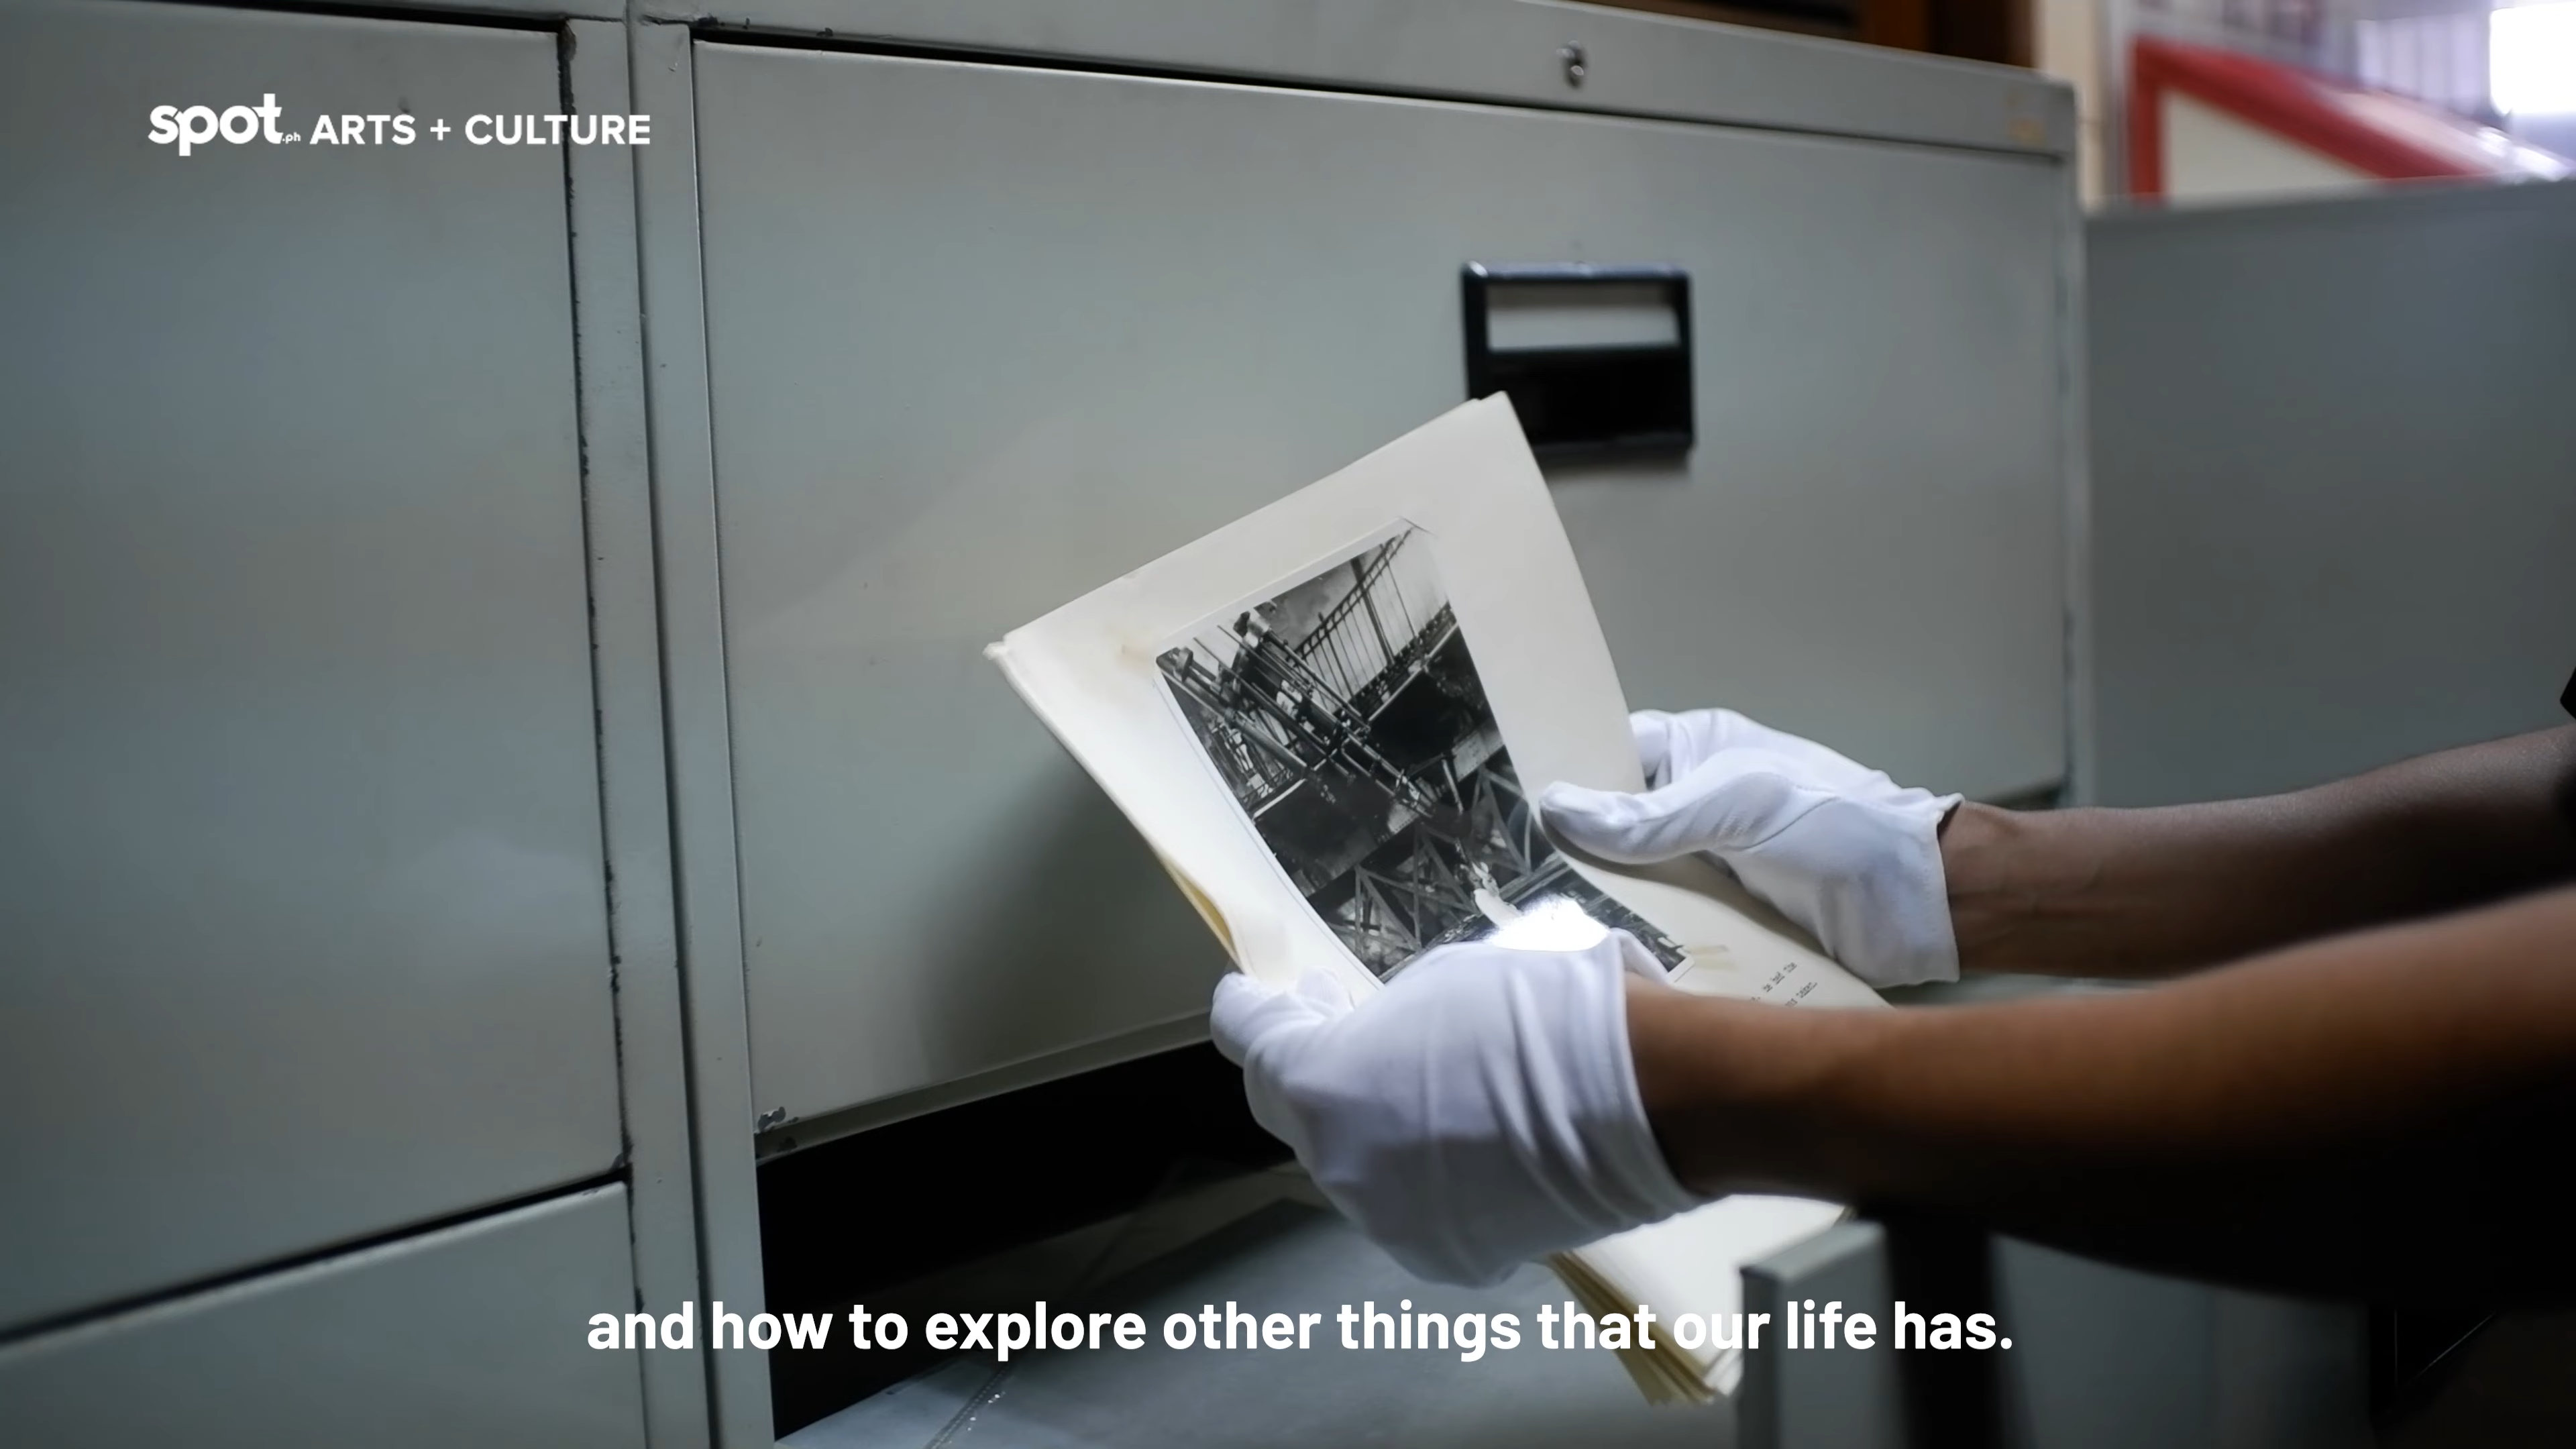 spot.ph ARTS + CULTURE
and how to explore other things that our life has.